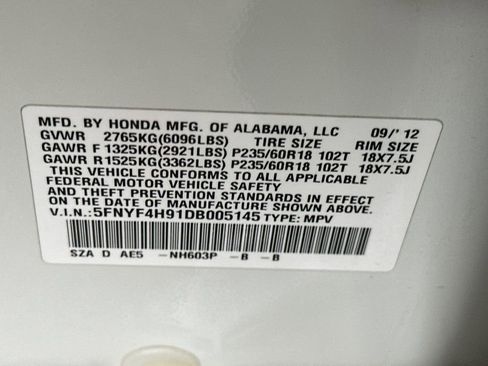 MFD. BY HONDA MFG. OF ALABAMA, LLC 09/' 12
GVWR 2765KG(6096LBS) TIRE SIZE RIM SIZE
GAWR F 1325KG(2921LBS) P235/60R18 102T 18X7.5J
GAWR R 1525KG(3362LBS) P235/60R18 102T 18X7.5J
THIS VEHICLE CONFORMS TO ALL APPLICABLE
FEDERAL MOTOR VEHICLE SAFETY
AND THEFT PREVENTION STANDARDS IN EFFECT
ON THE DATE OF MANUFACTURE SHOWN ABOVE.
V.I.N.:5FNYF4H91DB005145 TYPE: MPV
SZA D AE5 -NH603P -B -B